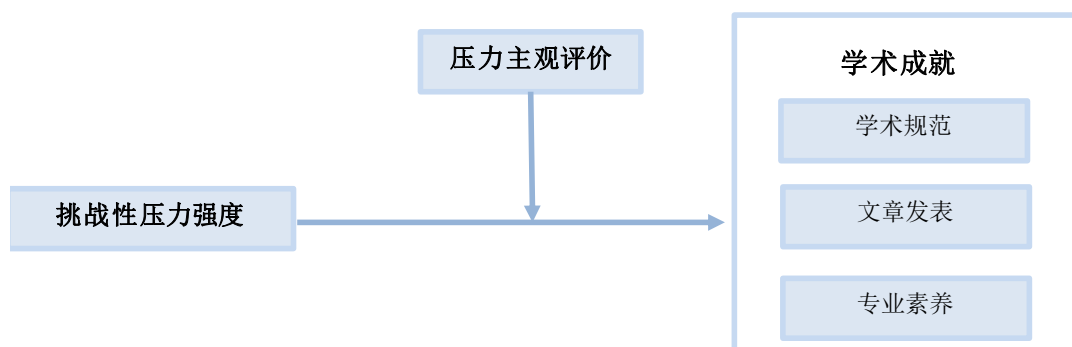 压力主观评价
学术成就
学术规范
挑战性压力强度
文章发表
专业素养